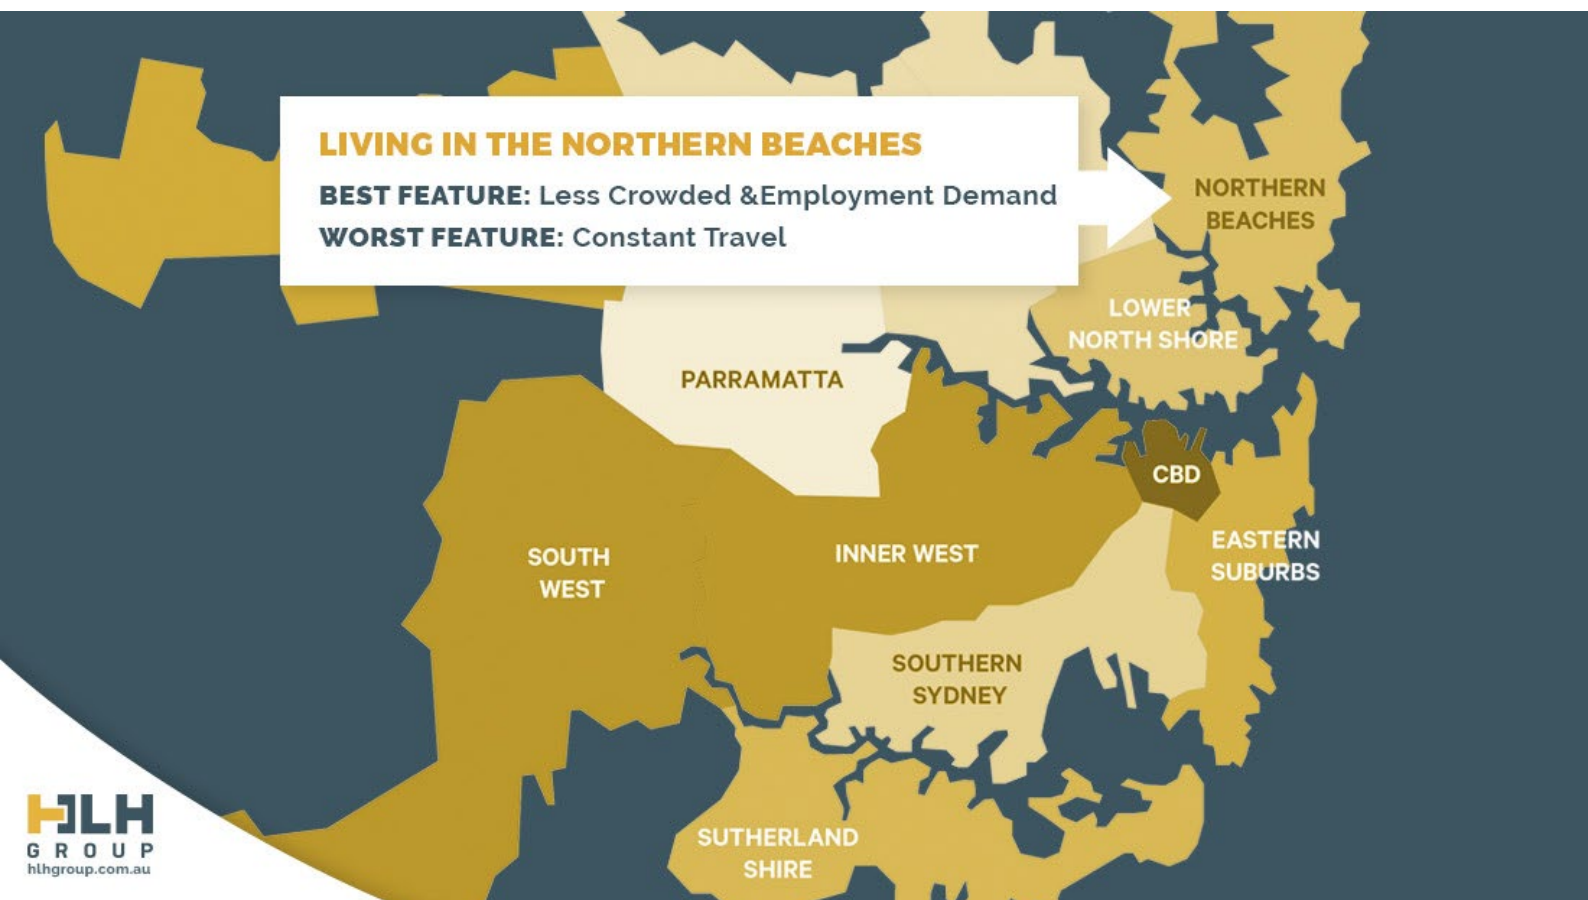 LIVING IN THE NORTHERN BEACHES
BEST FEATURE: Less Crowded &Employment Demand
WORST FEATURE: Constant Travel
NORTHERN
BEACHES
LOWER
NORTH SHORE
PARRAMATTA
CBD
SOUTH
WEST
INNER WEST
EASTERN
SUBURBS
SOUTHERN
SYDNEY
SUTHERLAND
SHIRE
HLH
GROUP
hlhgroup.com.au